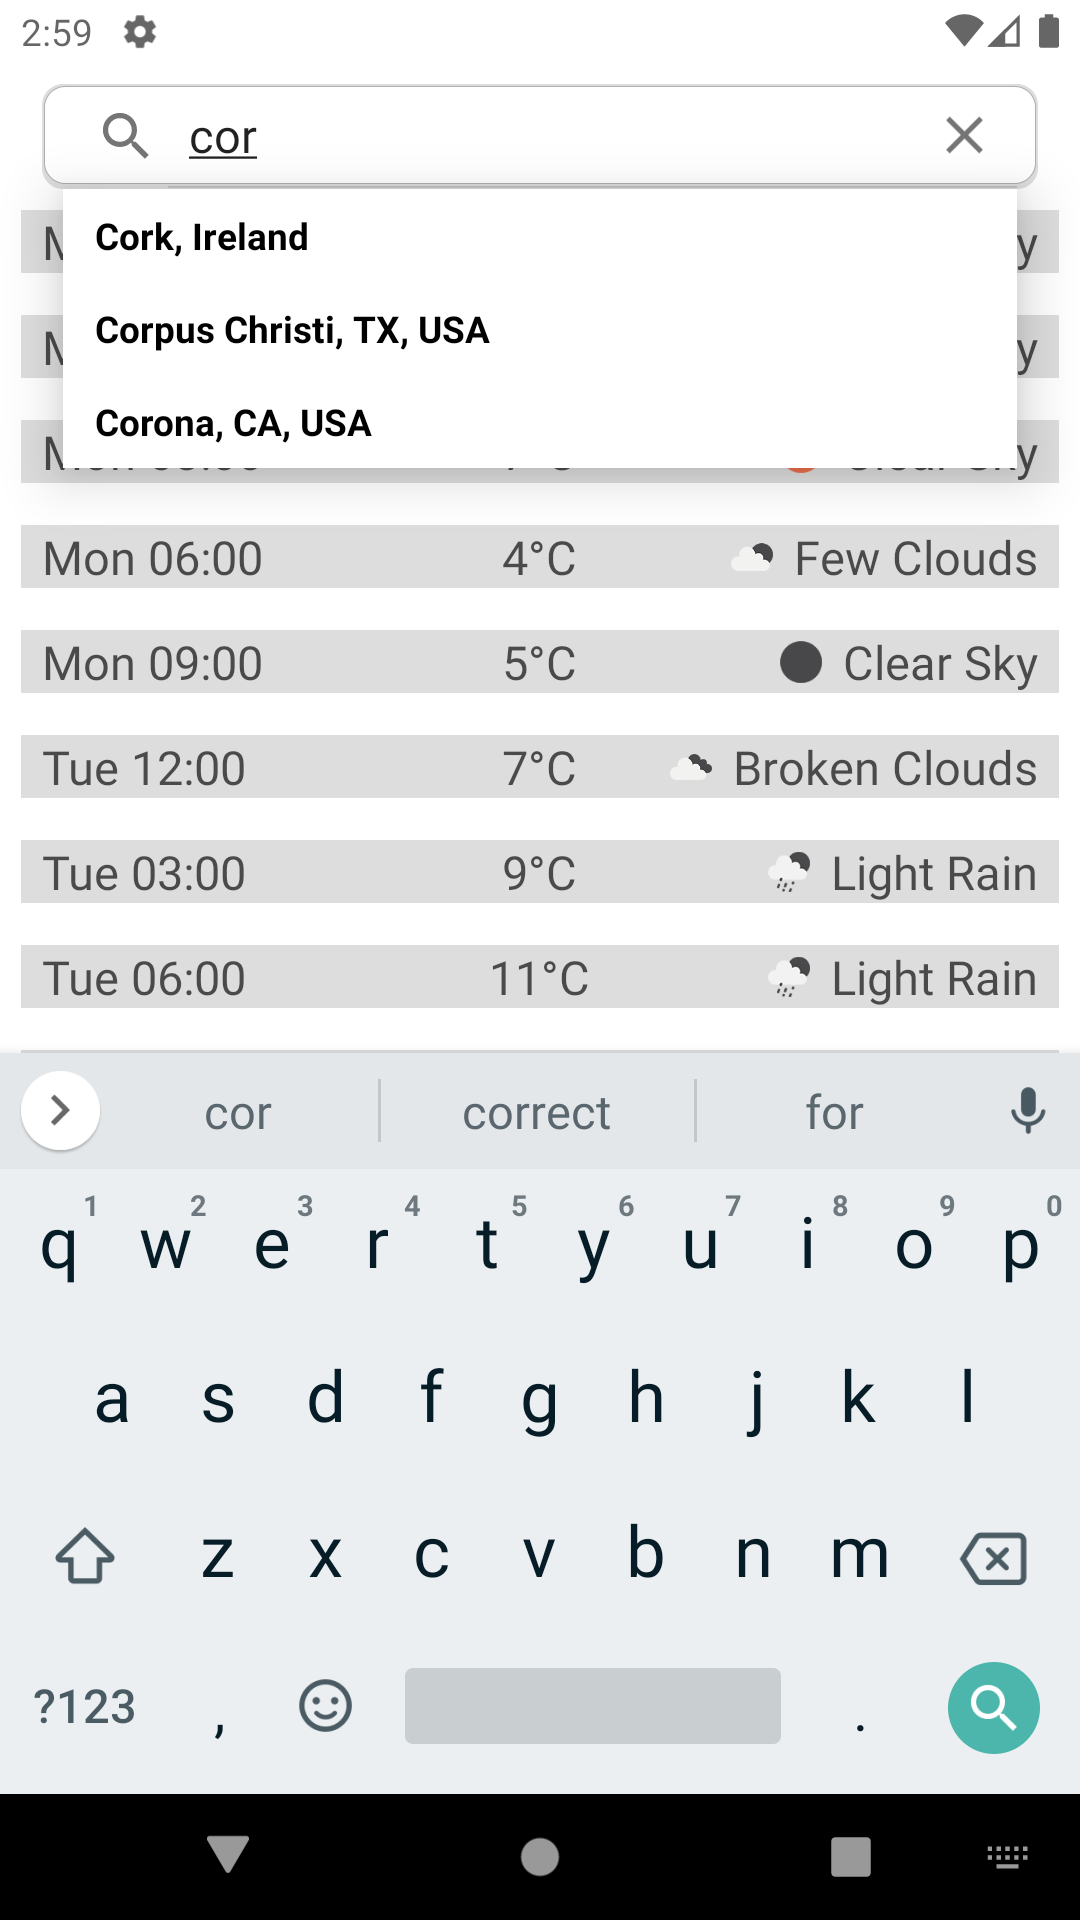 2:59
cor
Cork, Ireland
Corpus Christi, TX, USA
Corona, CA, USA
Mon 06:00 4°C Few Clouds
Mon 09:00 5°C Clear Sky
Tue 12:00 7°C Broken Clouds
Tue 03:00 9°C Light Rain
Tue 06:00 11°C Light Rain
cor correct for
1 2 3 4 5 6 7 8 9 0
q w e r t y u i o p
a s d f g h j k l
z x c v b n m
?123 , .